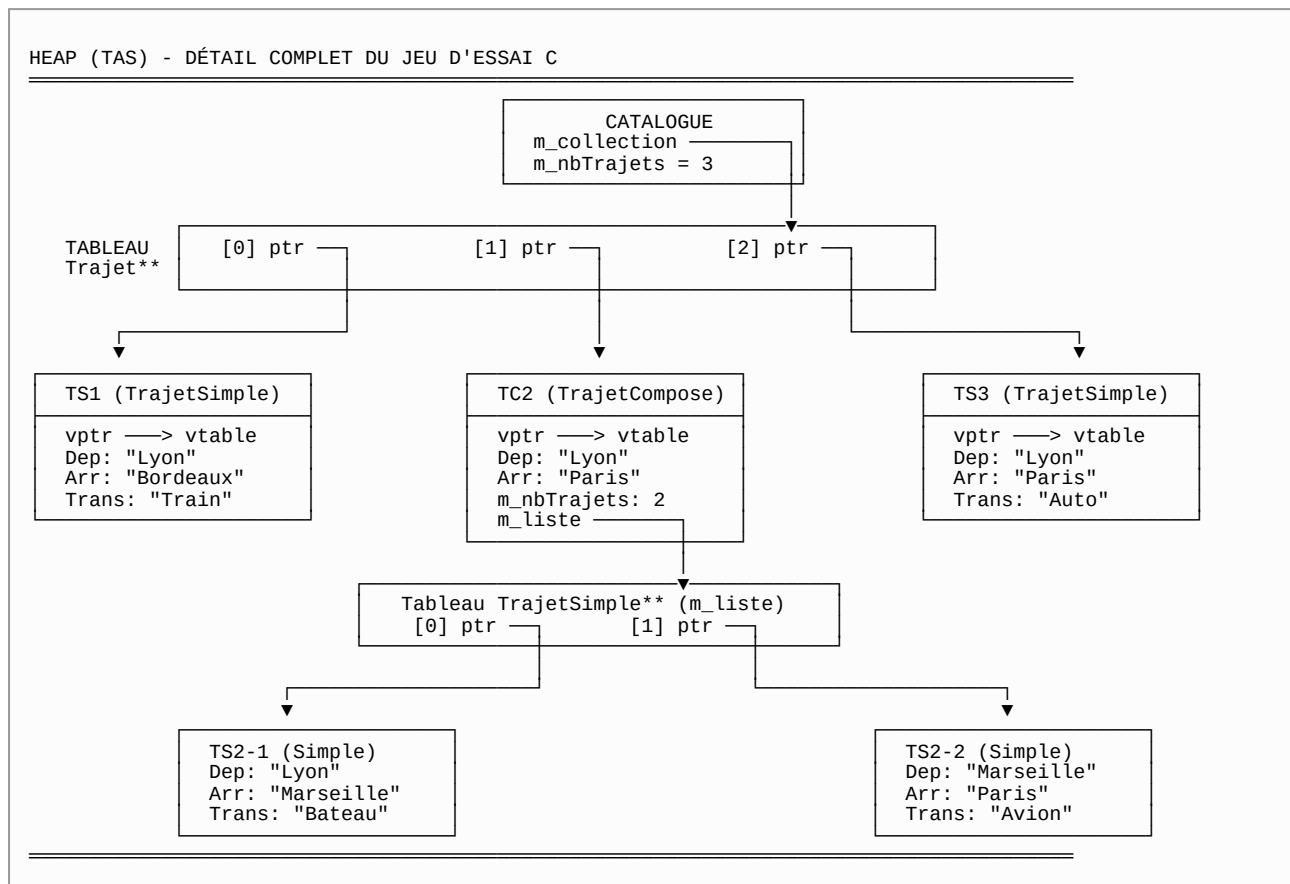 HEAP (TAS) - DÉTAIL COMPLET DU JEU D'ESSAI C
CATALOGUE
m_collection
m_nbTrajets = 3
TABLEAU [0] ptr [1] ptr [2] ptr
Trajet**
TS1 (TrajetSimple)
vptr ───> vtable
Dep: "Lyon"
Arr: "Bordeaux"
Trans: "Train"
TC2 (TrajetCompose)
vptr ───> vtable
Dep: "Lyon"
Arr: "Paris"
m_nbTrajets: 2
m_liste
TS3 (TrajetSimple)
vptr ───> vtable
Dep: "Lyon"
Arr: "Paris"
Trans: "Auto"
Tableau TrajetSimple** (m_liste)
[0] ptr [1] ptr
TS2-1 (Simple)
Dep: "Lyon"
Arr: "Marseille"
Trans: "Bateau"
TS2-2 (Simple)
Dep: "Marseille"
Arr: "Paris"
Trans: "Avion"